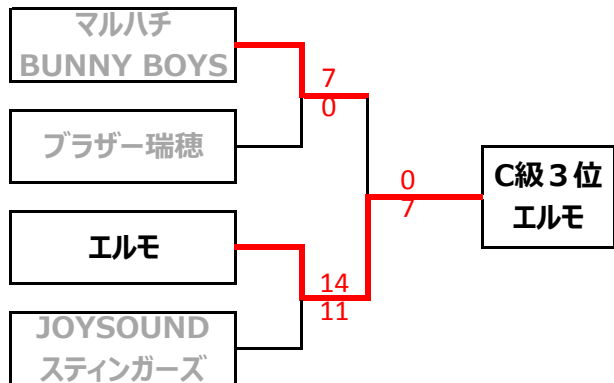 マルハチ
BUNNY BOYS
7
0
ブラザー瑞穂
0
7
C級３位
エルモ
エルモ
14
11
JOYSOUND
スティンガーズ